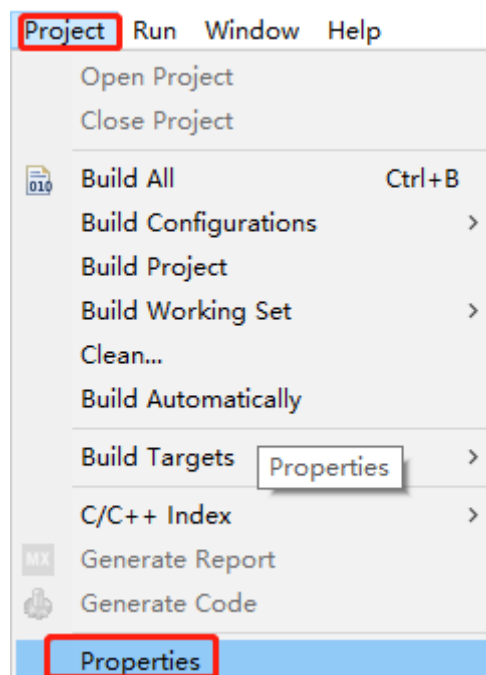 Project Run Window Help
Open Project
Close Project
010 Build All Ctrl+B
Build Configurations >
Build Project
Build Working Set >
Clean...
Build Automatically
Build Targets Properties >
C/C++ Index >
MX Generate Report
Generate Code
Properties